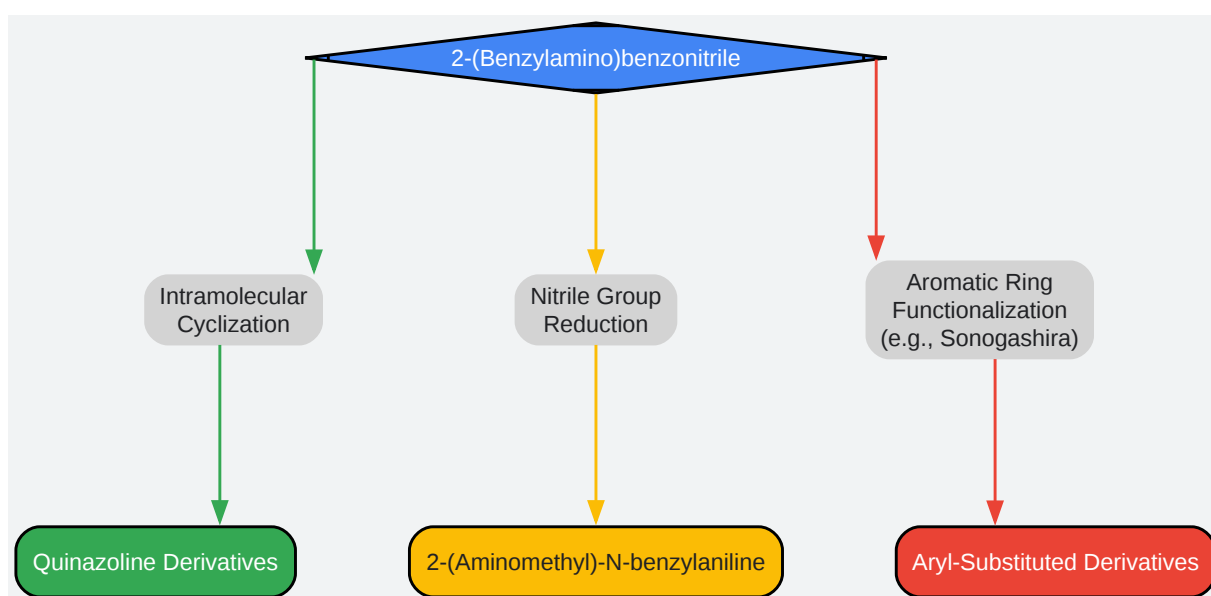 2-(Benzylamino)benzonitrile
Intramolecular
Cyclization
Nitrile Group
Reduction
Aromatic Ring
Functionalization
(e.g., Sonogashira)
Quinazoline Derivatives
2-(Aminomethyl)-N-benzylaniline
Aryl-Substituted Derivatives